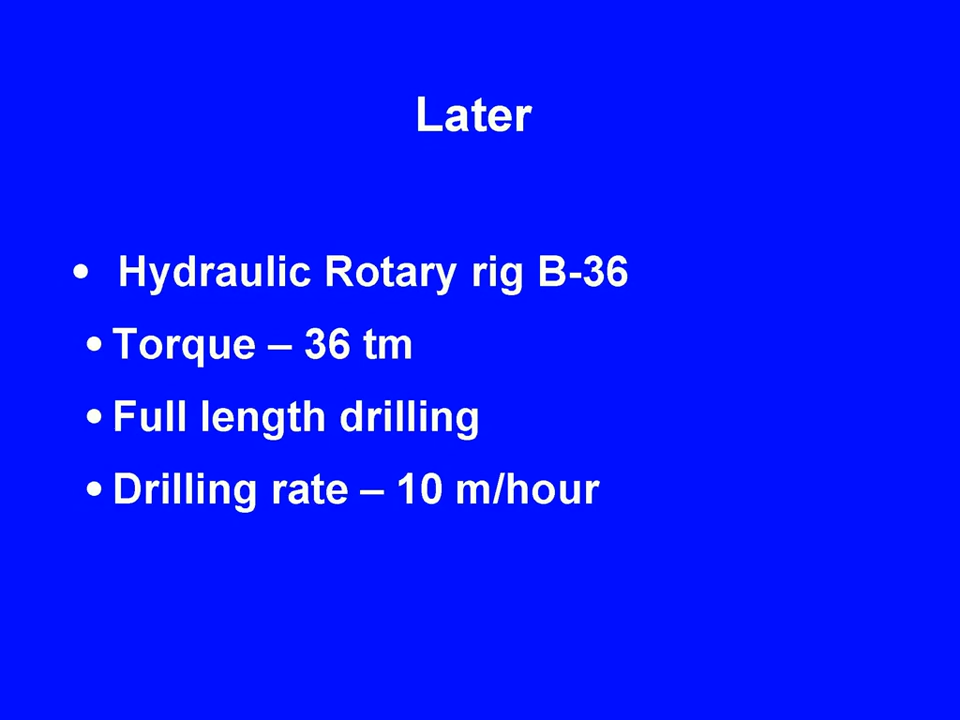 Later
• Hydraulic Rotary rig B-36
• Torque – 36 tm
• Full length drilling
• Drilling rate – 10 m/hour